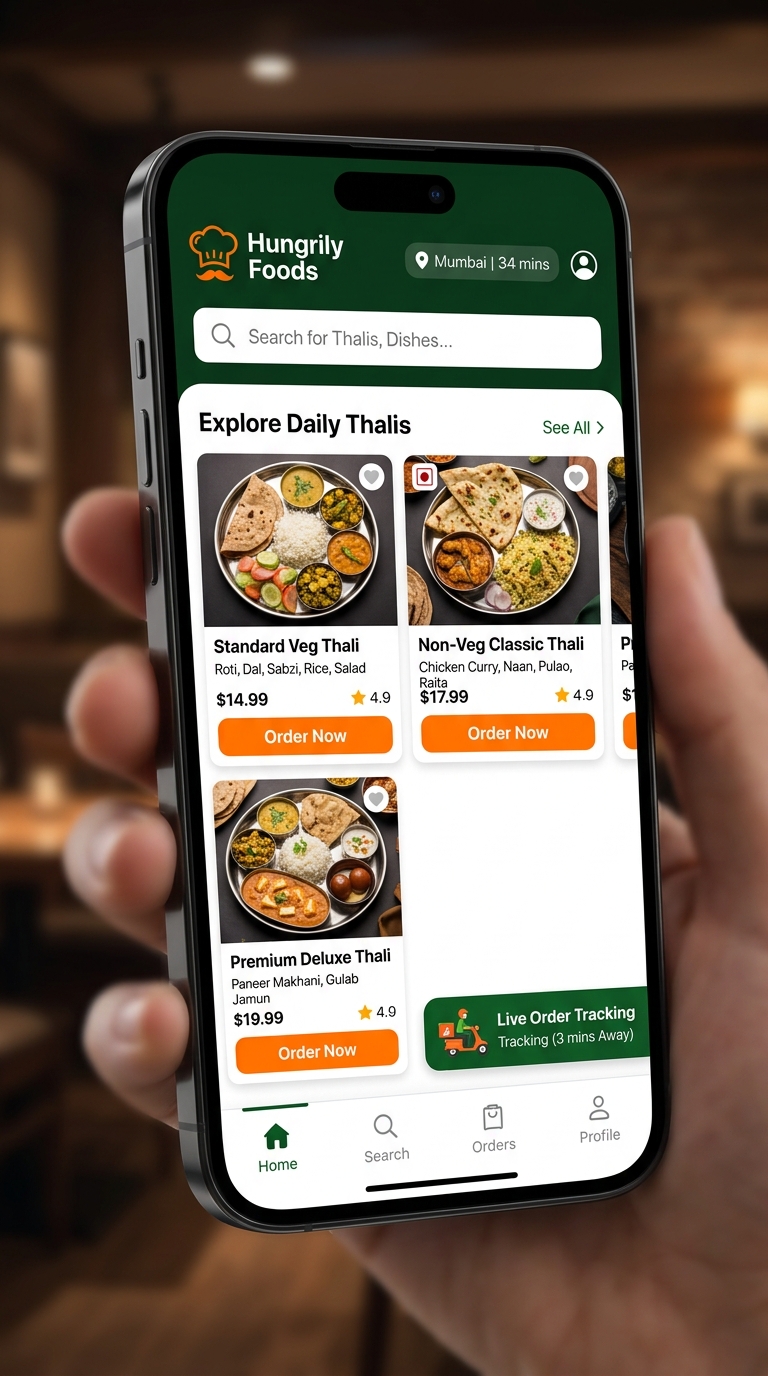 Hungrily
Foods
Mumbai | 34 mins
Search for Thalis, Dishes...
Explore Daily Thalis
See All >
Standard Veg Thali
Roti, Dal, Sabzi, Rice, Salad
$14.99
4.9
Order Now
Non-Veg Classic Thali
Chicken Curry, Naan, Pulao,
Raita
$17.99
4.9
Order Now
Premium Deluxe Thali
Paneer Makhani, Gulab
Jamun
$19.99
4.9
Order Now
Live Order Tracking
Tracking (3 mins Away)
Home
Search
Orders
Profile